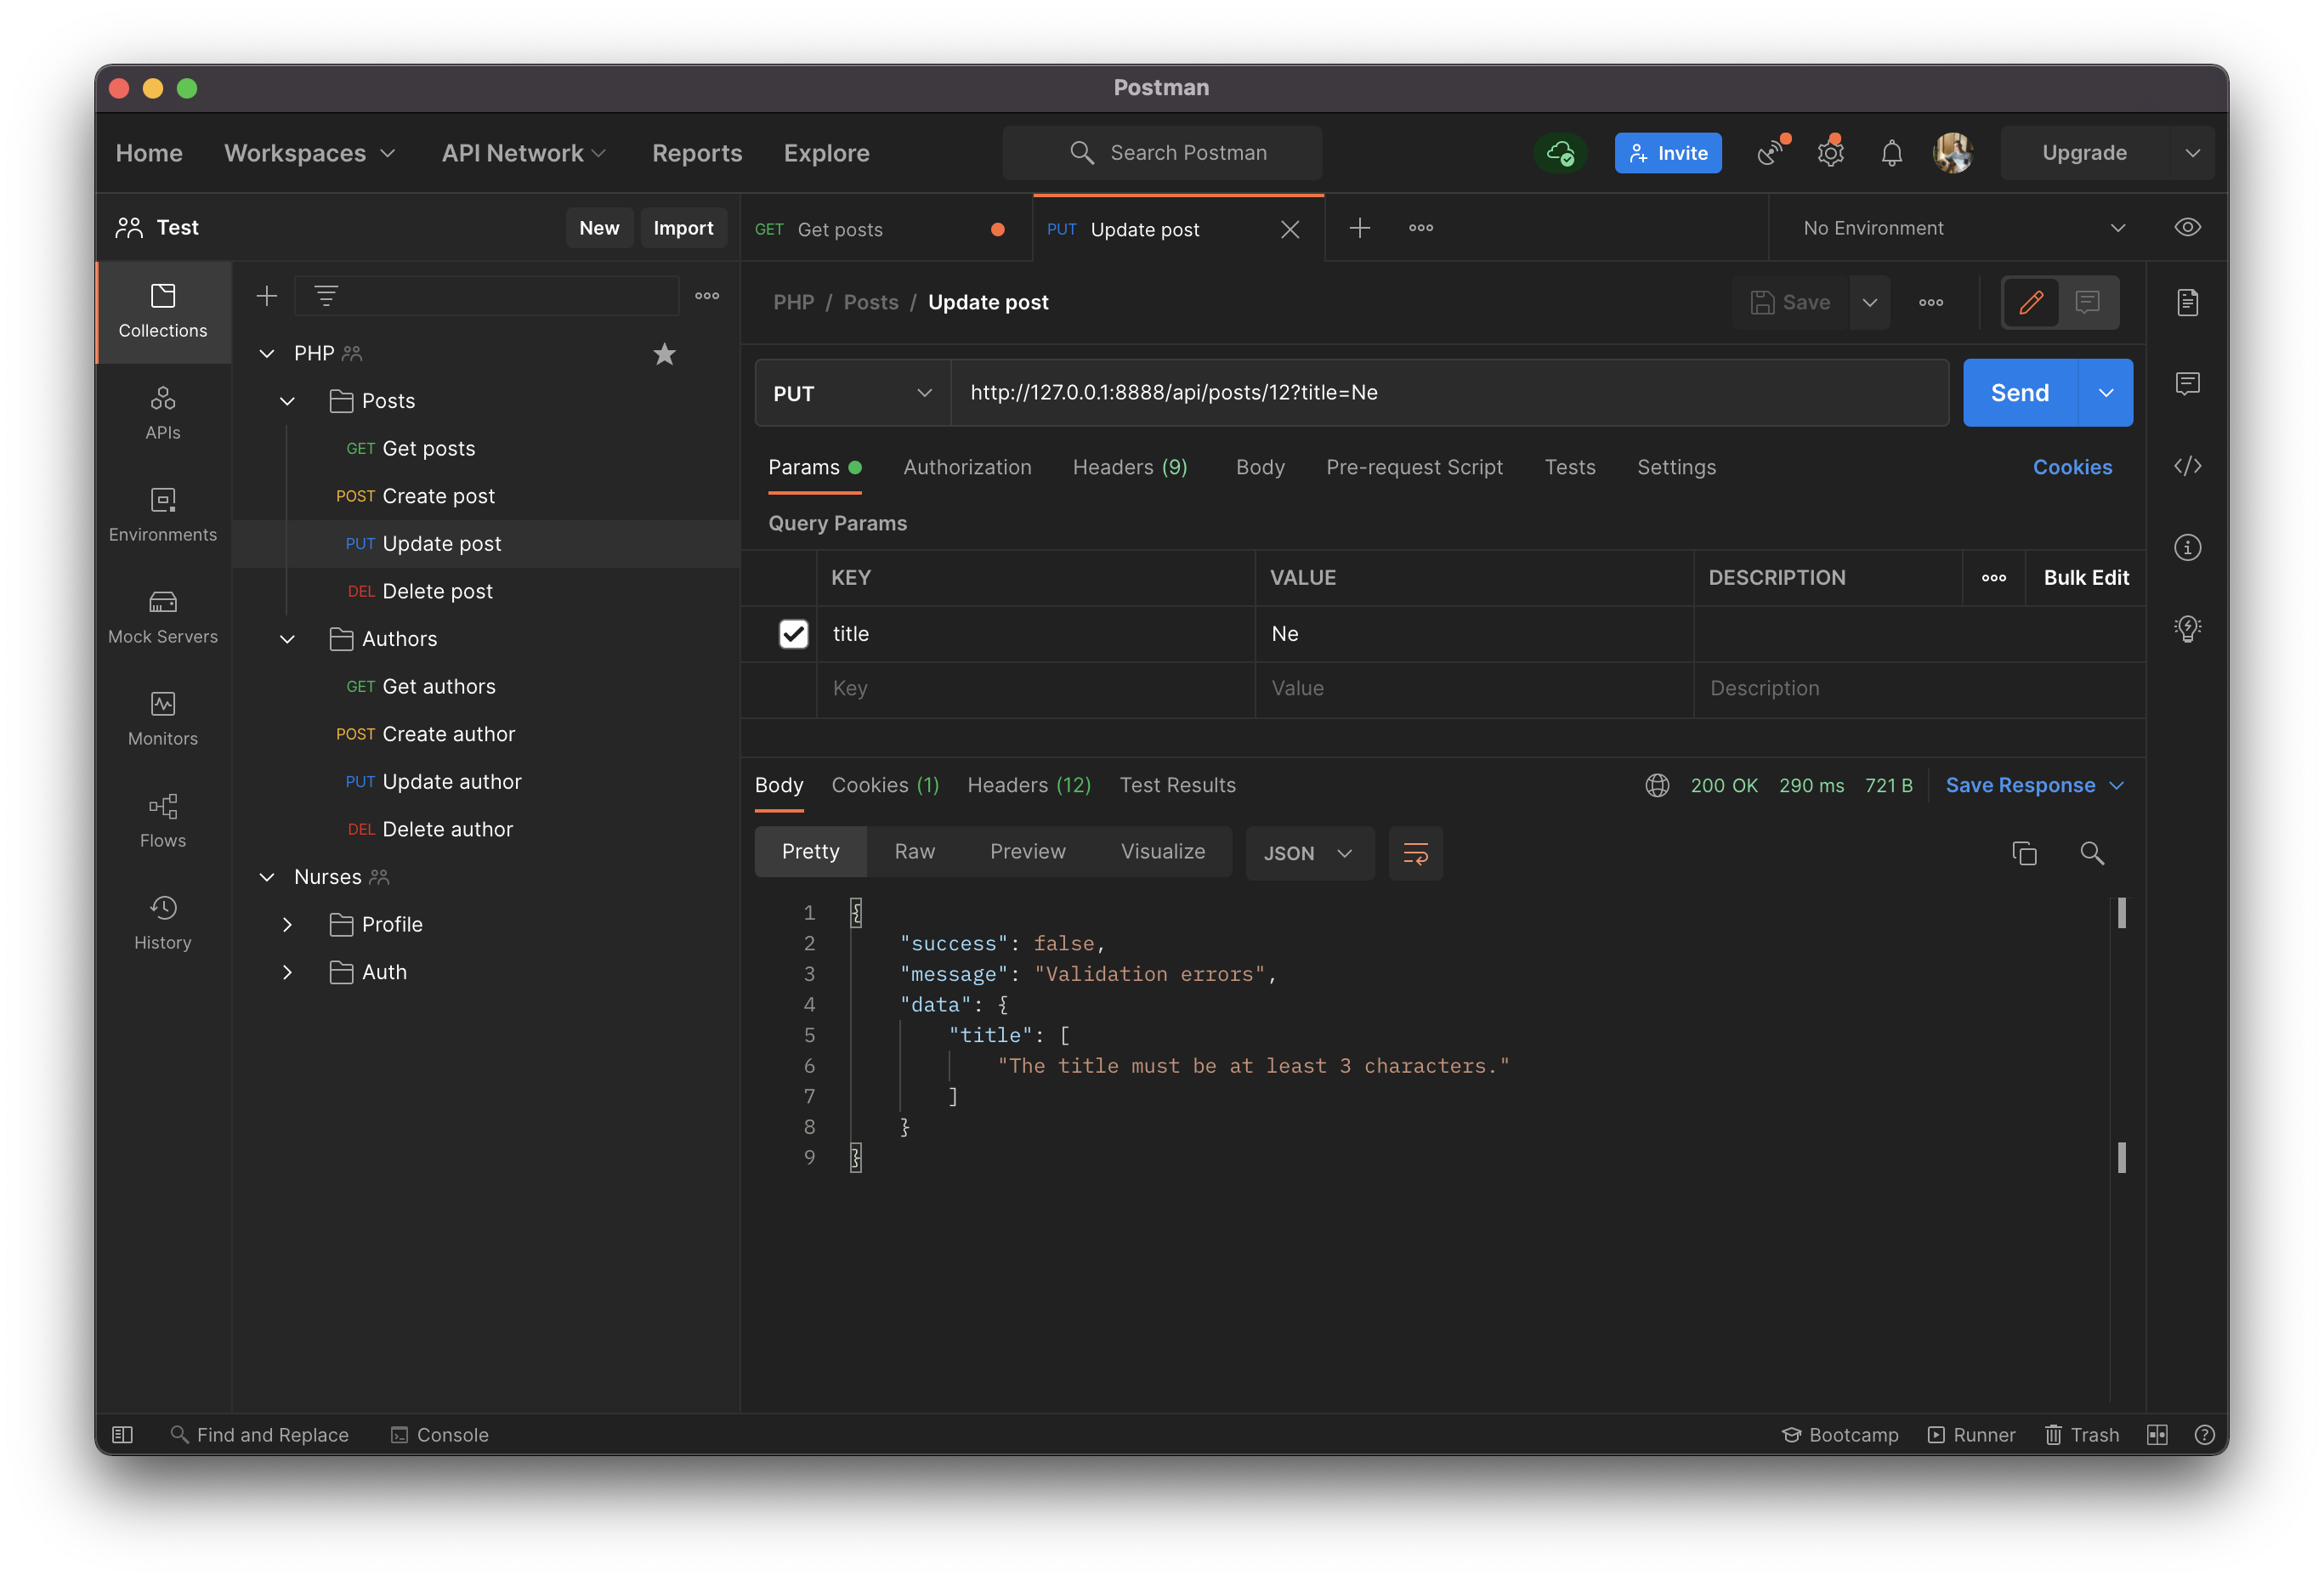 Postman
Home Workspaces API Network Reports Explore Search Postman Invite Upgrade
Test New Import
GET Get posts PUT Update post No Environment
Collections
APIs
Environments
Mock Servers
Monitors
Flows
History
PHP
Posts
GET Get posts
POST Create post
PUT Update post
DEL Delete post
Authors
GET Get authors
POST Create author
PUT Update author
DEL Delete author
Nurses
Profile
Auth
PHP / Posts / Update post Save
PUT http://127.0.0.1:8888/api/posts/12?title=Ne Send
Params Authorization Headers (9) Body Pre-request Script Tests Settings Cookies
Query Params
KEY VALUE DESCRIPTION Bulk Edit
title Ne
Key Value Description
Body Cookies (1) Headers (12) Test Results 200 OK 290 ms 721 B Save Response
Pretty Raw Preview Visualize JSON
1 {
2 "success": false,
3 "message": "Validation errors",
4 "data": {
5 "title": [
6 "The title must be at least 3 characters."
7 ]
8 }
9 }
Find and Replace Console Bootcamp Runner Trash